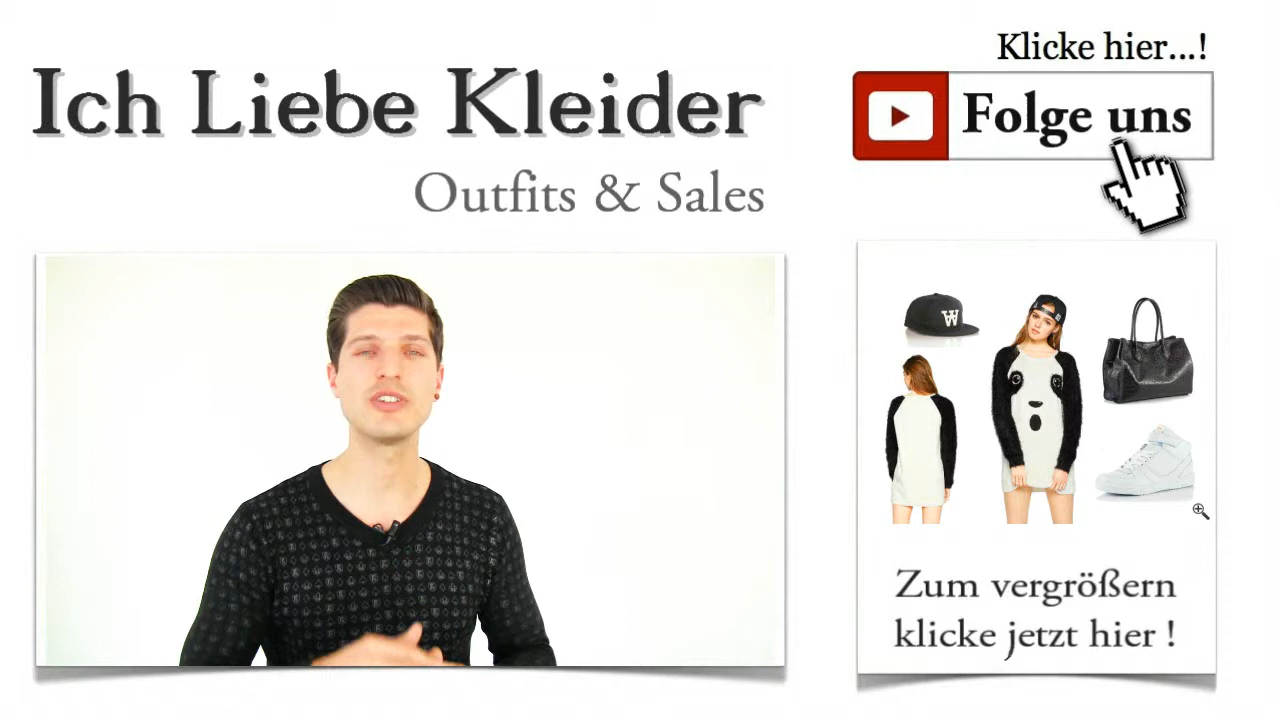 Ich Liebe Kleider
Outfits & Sales
Klicke hier...!
Folge uns
W
Zum vergrößern
klicke jetzt hier !